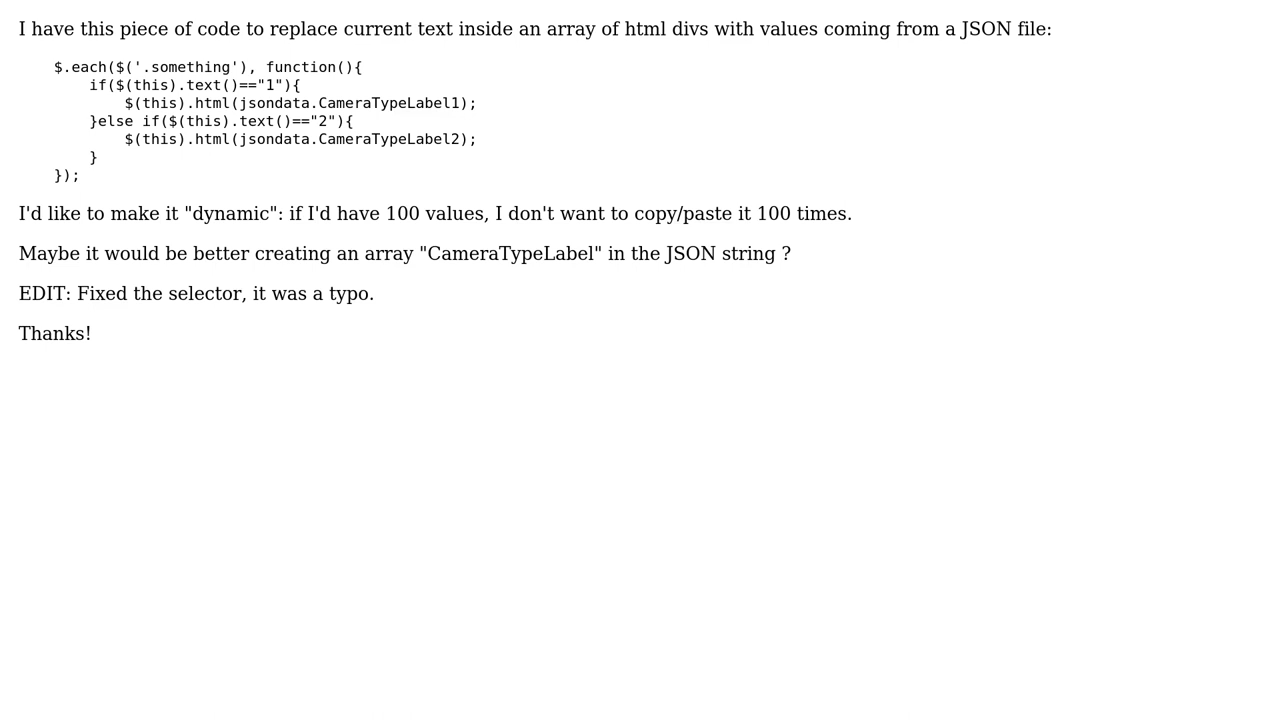 I have this piece of code to replace current text inside an array of html divs with values coming from a JSON file:
$.each($('.something'), function(){
    if($(this).text()=="1"){
        $(this).html(jsondata.CameraTypeLabel1);
    }else if($(this).text()=="2"){
        $(this).html(jsondata.CameraTypeLabel2);
    }
});
I'd like to make it "dynamic": if I'd have 100 values, I don't want to copy/paste it 100 times.
Maybe it would be better creating an array "CameraTypeLabel" in the JSON string ?
EDIT: Fixed the selector, it was a typo.
Thanks!